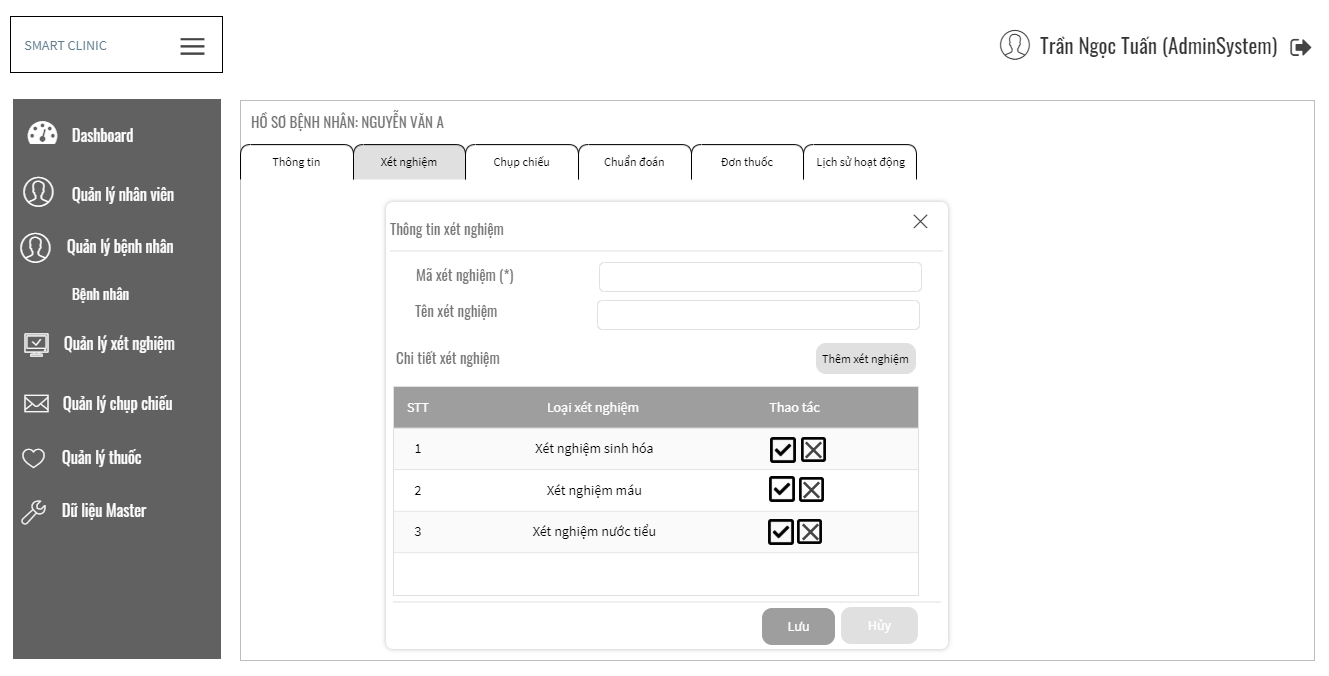 SMART CLINIC
Trần Ngọc Tuấn (AdminSystem)
Dashboard
Quản lý nhân viên
Quản lý bệnh nhân
Bệnh nhân
Quản lý xét nghiệm
Quản lý chụp chiếu
Quản lý thuốc
Dữ liệu Master
HỒ SƠ BỆNH NHÂN: NGUYỄN VĂN A
Thông tin
Xét nghiệm
Chụp chiếu
Chuẩn đoán
Đơn thuốc
Lịch sử hoạt động
Thông tin xét nghiệm
Mã xét nghiệm (*)
Tên xét nghiệm
Chi tiết xét nghiệm
Thêm xét nghiệm
STT Loại xét nghiệm Thao tác
1 Xét nghiệm sinh hóa
2 Xét nghiệm máu
3 Xét nghiệm nước tiểu
Lưu
Hủy